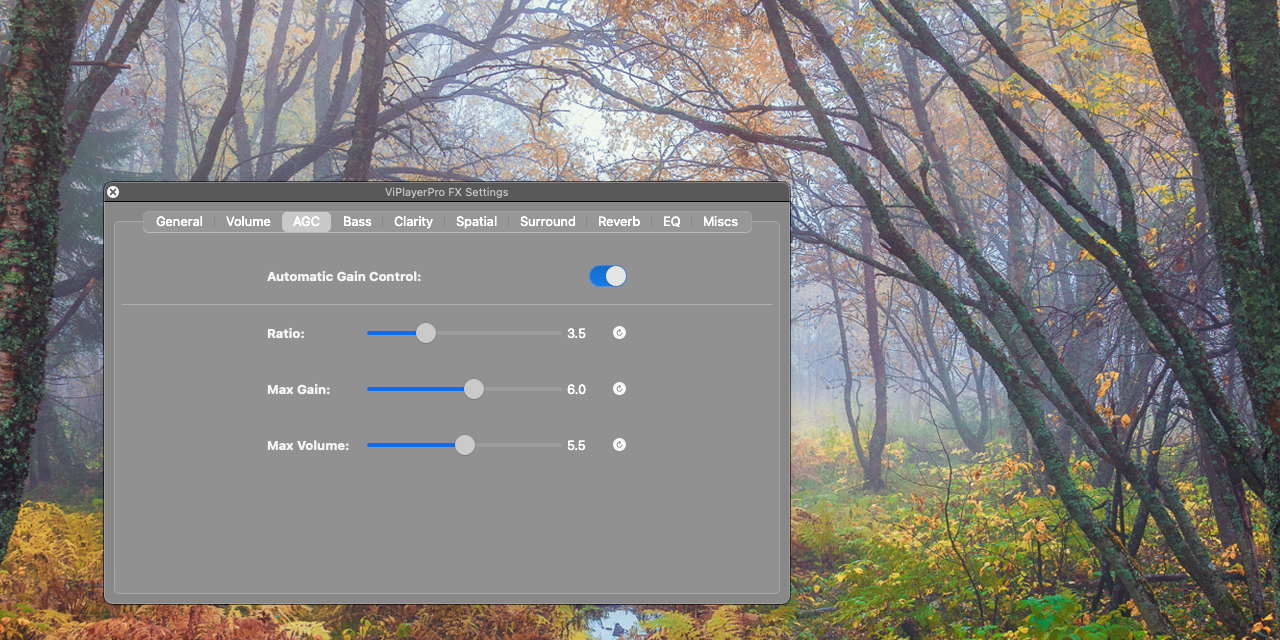 ViPlayerPro FX Settings
General Volume AGC Bass Clarity Spatial Surround Reverb EQ Miscs
Automatic Gain Control:
Ratio: 3.5
Max Gain: 6.0
Max Volume: 5.5